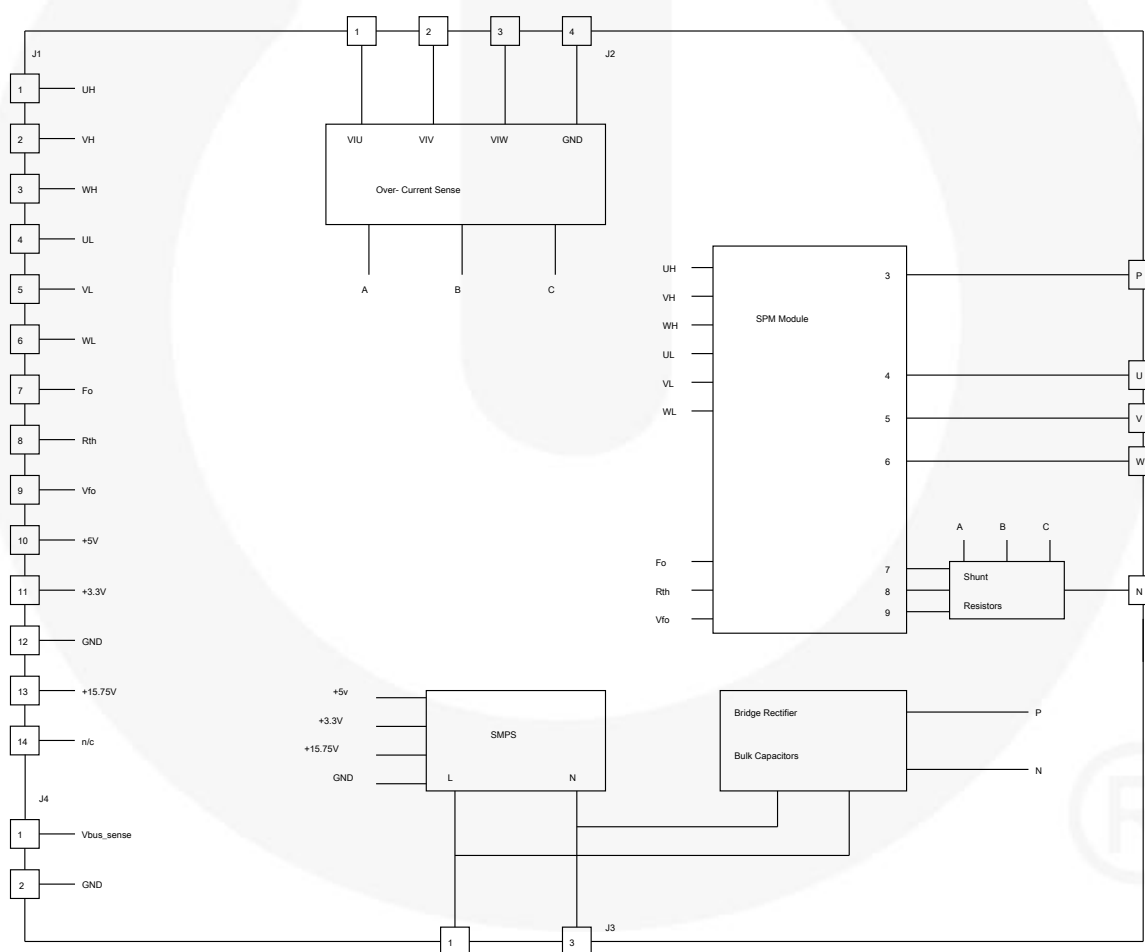 1 2 3 4
J1
J2
1 UH
2 VH
3 WH
4 UL
5 VL
6 WL
7 Fo
8 Rth
9 Vfo
10 +5V
11 +3.3V
12 GND
13 +15.75V
14 n/c
J4
1 Vbus_sense
2 GND
VIU VIV VIW GND
Over- Current Sense
A B C
UH
VH
WH
UL
VL
WL
Fo
Rth
Vfo
SPM Module
3
4
5
6
7
8
9
P
U
V
W
A B C
Shunt
Resistors
N
+5v
+3.3V
+15.75V
GND
SMPS
L N
Bridge Rectifier
Bulk Capacitors
P
N
J3
1 3
R